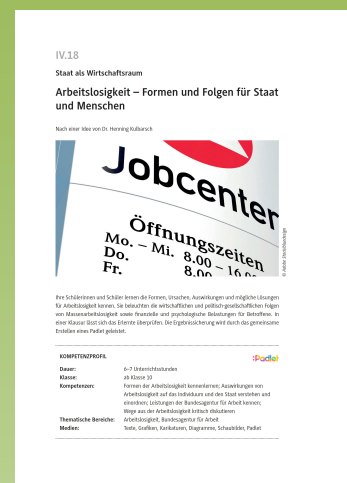 IV.18
Staat als Wirtschaftsraum
Arbeitslosigkeit – Formen und Folgen für Staat
und Menschen
Nach einer Idee von Dr. Henning Kulbarsch
Jobcenter
Öffnungszeiten
Mo. – Mi. 8.00 – 16.00
Do.
Fr. 8.00
© Adobe Stock/Stockfotos
Ihre Schülerinnen und Schüler lernen die Formen, Ursachen, Auswirkungen und mögliche Lösungen
für Arbeitslosigkeit kennen. Sie beleuchten die wirtschaftlichen und politisch-gesellschaftlichen Folgen
von Massenarbeitslosigkeit sowie finanzielle und psychologische Belastungen für Betroffene. In
einer Klausur lässt sich das Erlernte überprüfen. Die Ergebnissicherung wird durch das gemeinsame
Erstellen eines Padlet geleistet.
KOMPETENZPROFIL
:Padlet
Dauer: 6–7 Unterrichtsstunden
Klasse: ab Klasse 10
Kompetenzen: Formen der Arbeitslosigkeit kennenlernen; Auswirkungen von
Arbeitslosigkeit auf das Individuum und den Staat verstehen und
einordnen; Leistungen der Bundesagentur für Arbeit kennen;
Wege aus der Arbeitslosigkeit kritisch diskutieren
Thematische Bereiche: Arbeitslosigkeit, Bundesagentur für Arbeit
Medien: Texte, Grafiken, Karikaturen, Diagramme, Schaubilder, Padlet